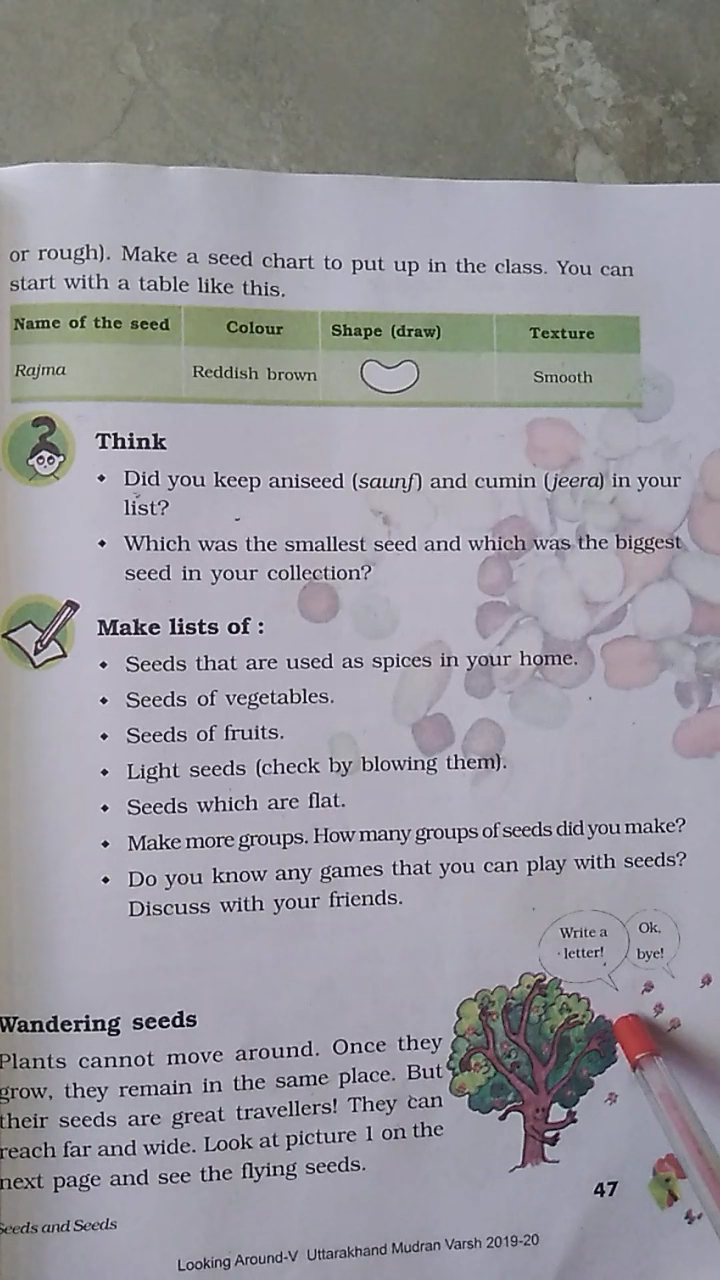 or rough). Make a seed chart to put up in the class. You can
start with a table like this.
Name of the seed Colour Shape (draw) Texture
Rajma Reddish brown Smooth
Think
• Did you keep aniseed (saunf) and cumin (jeera) in your
list?
• Which was the smallest seed and which was the biggest
seed in your collection?
Make lists of :
• Seeds that are used as spices in your home.
• Seeds of vegetables.
• Seeds of fruits.
• Light seeds (check by blowing them).
• Seeds which are flat.
• Make more groups. How many groups of seeds did you make?
• Do you know any games that you can play with seeds?
Discuss with your friends.
Write a
letter!
Ok,
bye!
Wandering seeds
Plants cannot move around. Once they
grow, they remain in the same place. But
their seeds are great travellers! They can
reach far and wide. Look at picture 1 on the
next page and see the flying seeds.
47
Seeds and Seeds
Looking Around-V Uttarakhand Mudran Varsh 2019-20